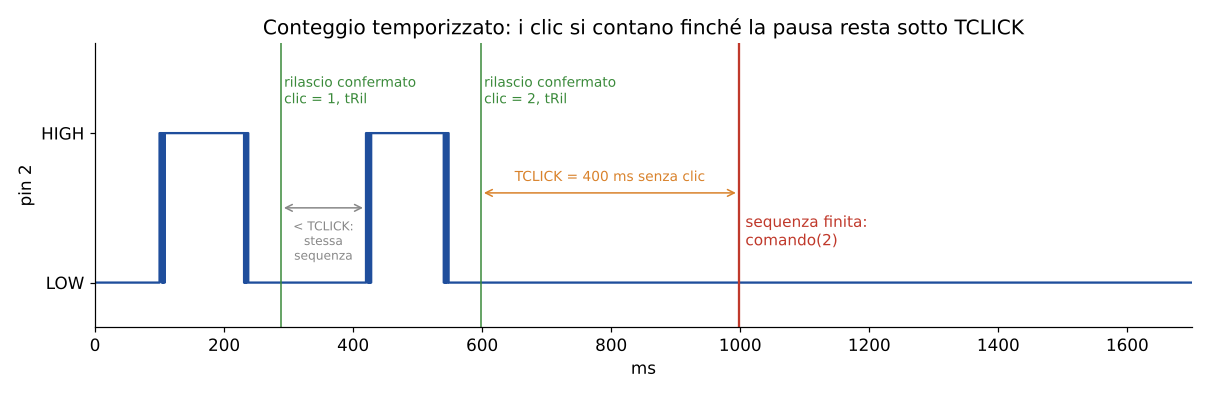 Conteggio temporizzato: i clic si contano finché la pausa resta sotto TCLICK
rilascio confermato
clic = 1, tRil
rilascio confermato
clic = 2, tRil
HIGH
TCLICK = 400 ms senza clic
pin 2
< TCLICK:
stessa
sequenza
sequenza finita:
comando(2)
LOW
0
200
400
600
800
1000
1200
1400
1600
ms